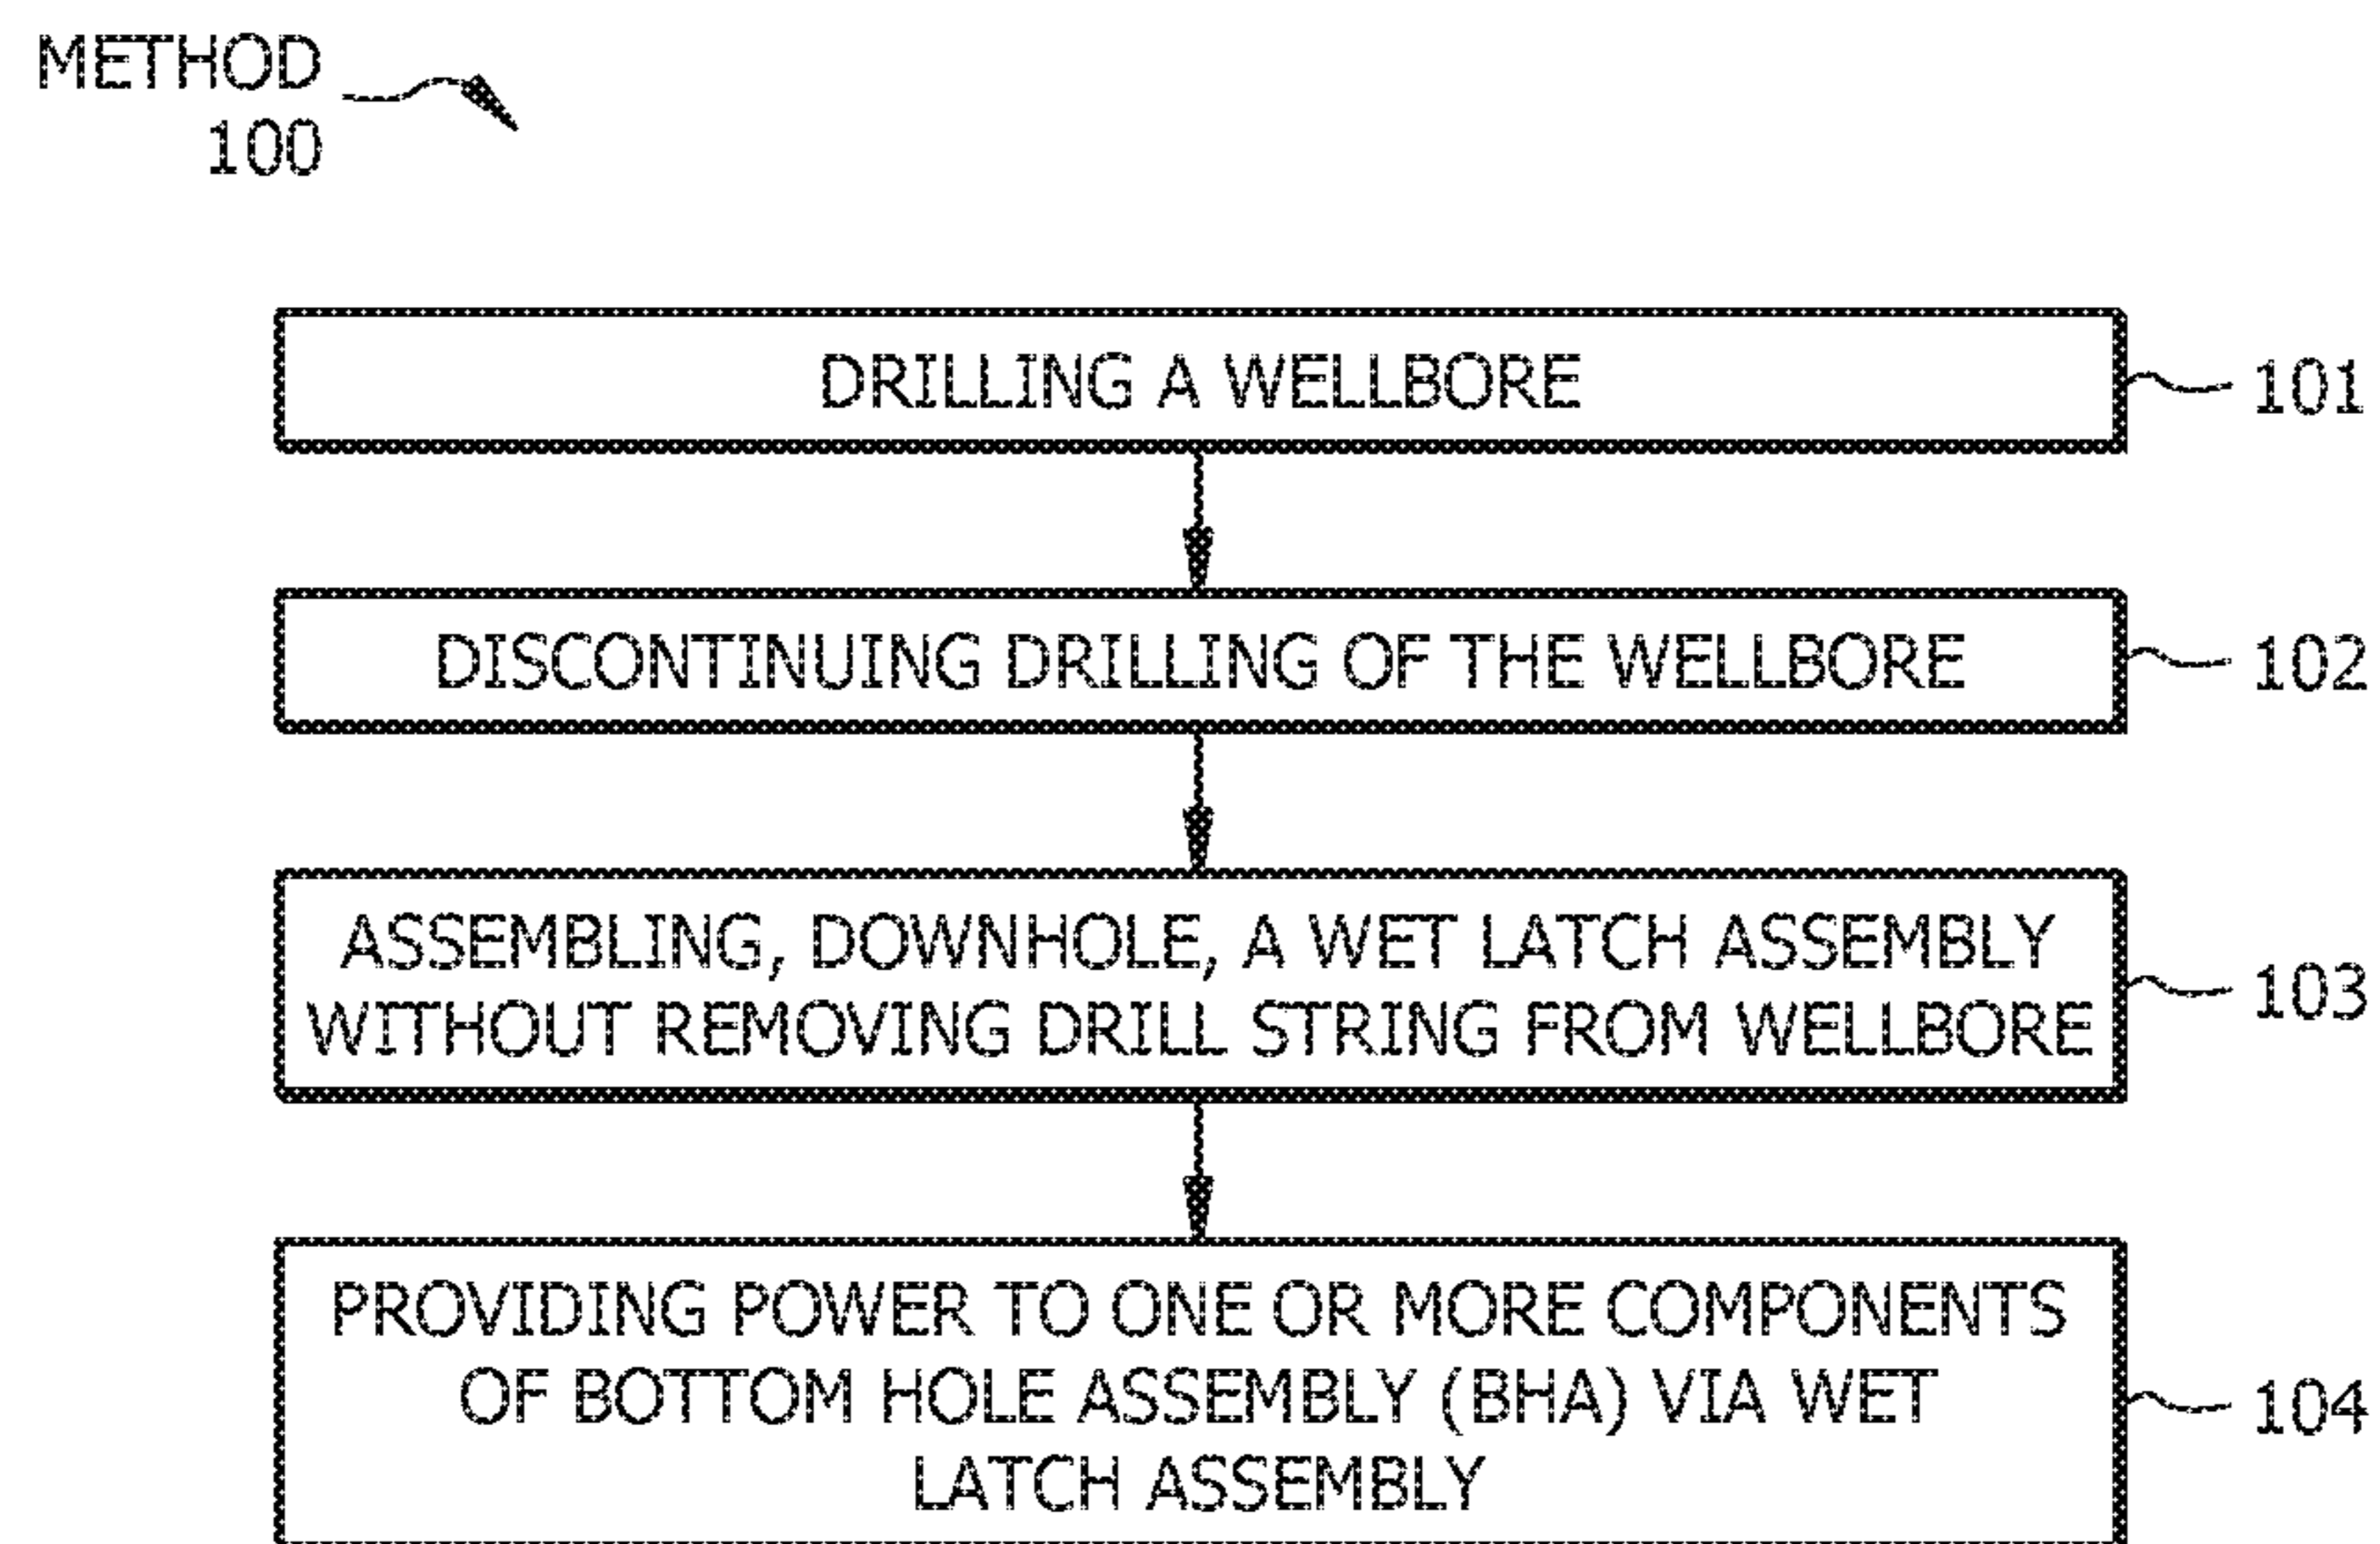 METHOD
100
DRILLING A WELLBORE
101
DISCONTINUING DRILLING OF THE WELLBORE
102
ASSEMBLING, DOWNHOLE, A WET LATCH ASSEMBLY
WITHOUT REMOVING DRILL STRING FROM WELLBORE
103
PROVIDING POWER TO ONE OR MORE COMPONENTS
OF BOTTOM HOLE ASSEMBLY (BHA) VIA WET
LATCH ASSEMBLY
104